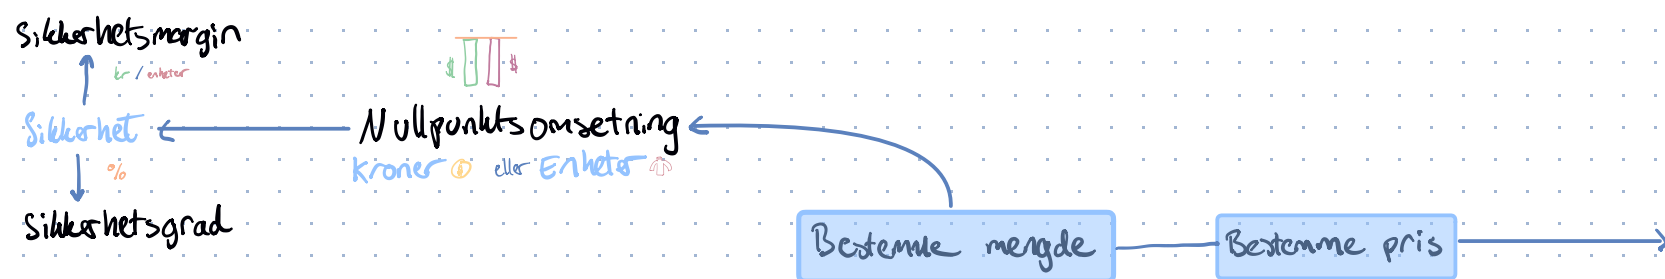 Sikkerhetsmargin
kr / enheter
$ $
Sikkerhet
Nullpunktsomsetning
Kroner eller Enheter
%
Sikkerhetsgrad
Bestemme mengde
Bestemme pris